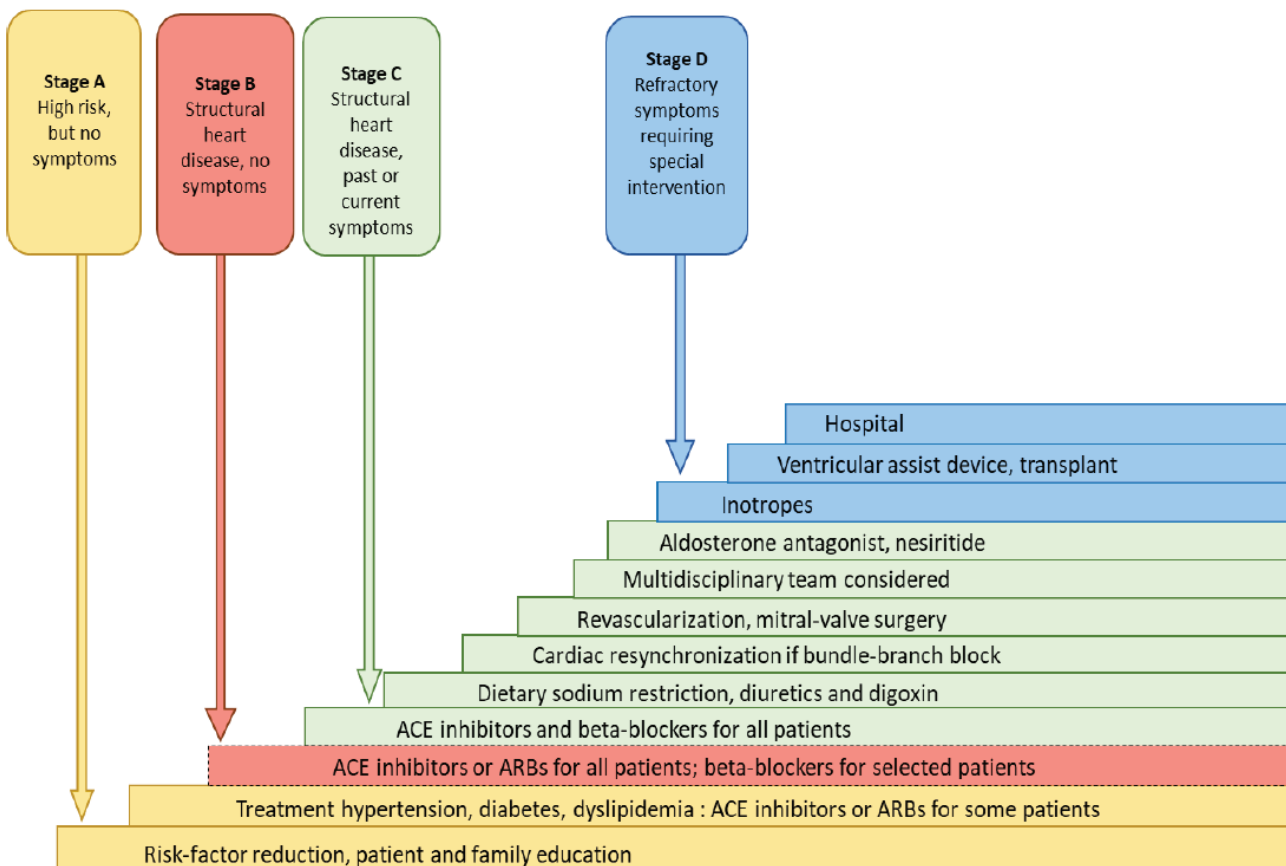 Stage A
High risk,
but no
symptoms
Stage B
Structural
heart
disease, no
symptoms
Stage C
Structural
heart
disease,
past or
current
symptoms
Stage D
Refractory
symptoms
requiring
special
intervention
Hospital
Ventricular assist device, transplant
Inotropes
Aldosterone antagonist, nesiritide
Multidisciplinary team considered
Revascularization, mitral-valve surgery
Cardiac resynchronization if bundle-branch block
Dietary sodium restriction, diuretics and digoxin
ACE inhibitors and beta-blockers for all patients
ACE inhibitors or ARBs for all patients; beta-blockers for selected patients
Treatment hypertension, diabetes, dyslipidemia : ACE inhibitors or ARBs for some patients
Risk-factor reduction, patient and family education